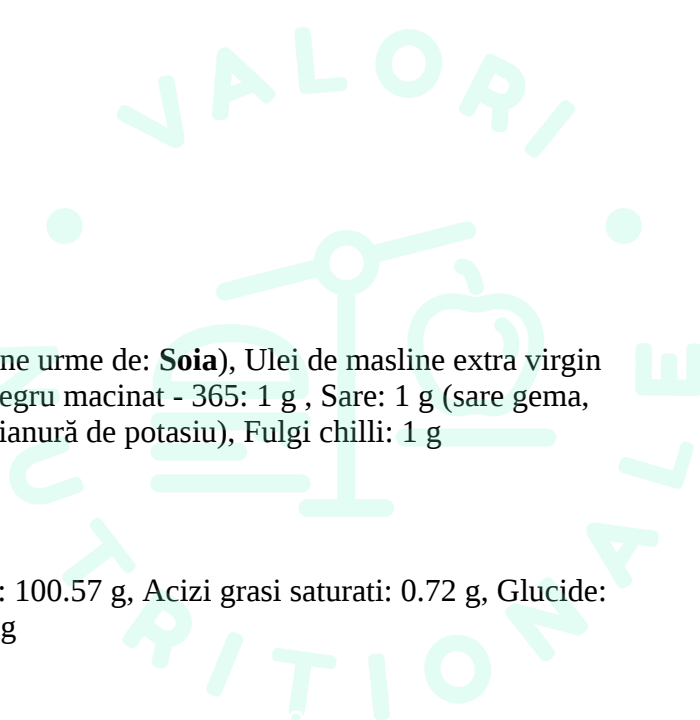 VALORI
ne urme de: Soia), Ulei de masline extra virgin
egru macinat - 365: 1 g , Sare: 1 g (sare gema,
ianură de potasiu), Fulgi chilli: 1 g
: 100.57 g, Acizi grasi saturati: 0.72 g, Glucide:
g
NUTRITIONALE